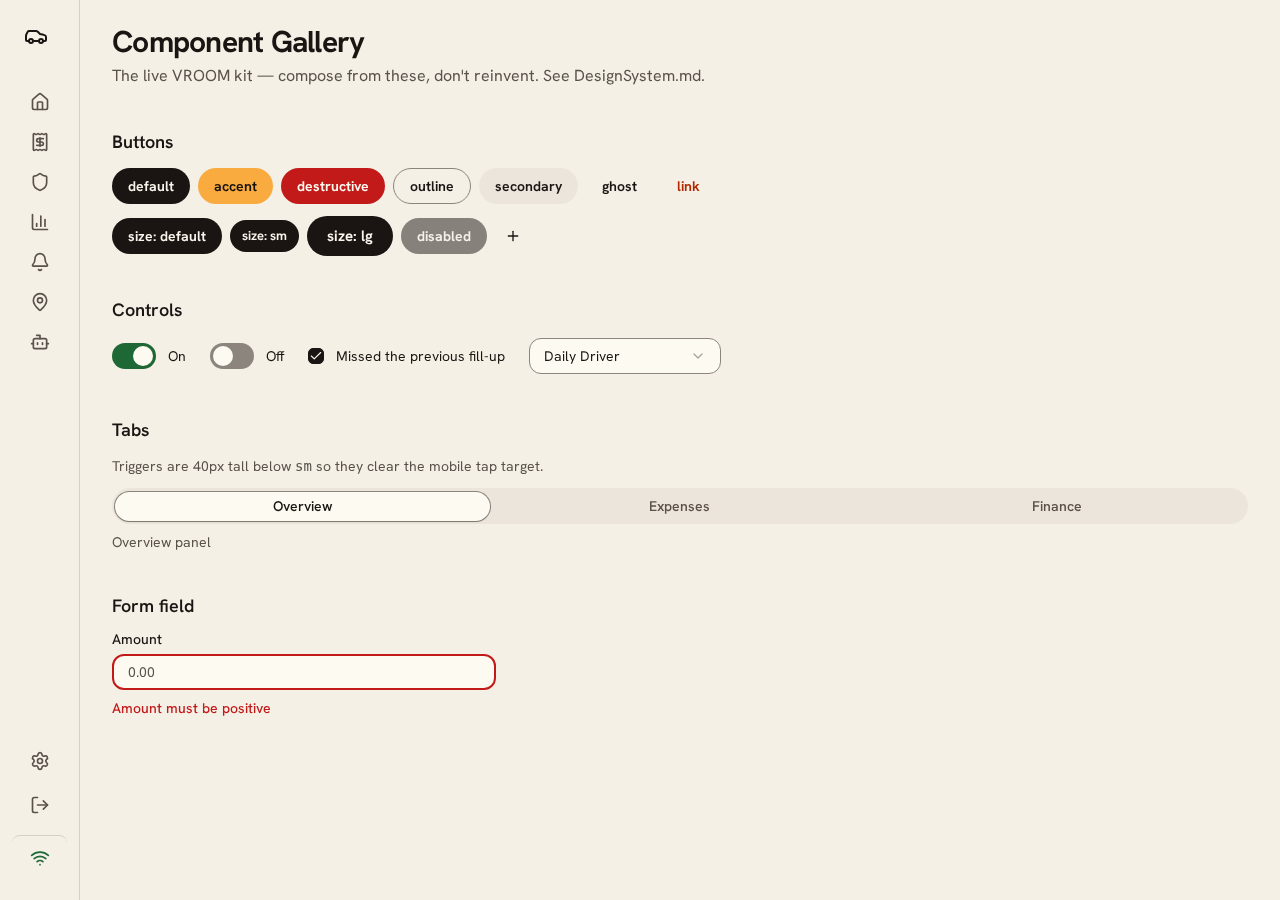 Component Gallery
The live VROOM kit — compose from these, don't reinvent. See DesignSystem.md.
Buttons
default accent destructive outline secondary ghost link
size: default size: sm size: lg disabled
Controls
On Off Missed the previous fill-up Daily Driver
Tabs
Triggers are 40px tall below sm so they clear the mobile tap target.
Overview Expenses Finance
Overview panel
Form field
Amount
0.00
Amount must be positive